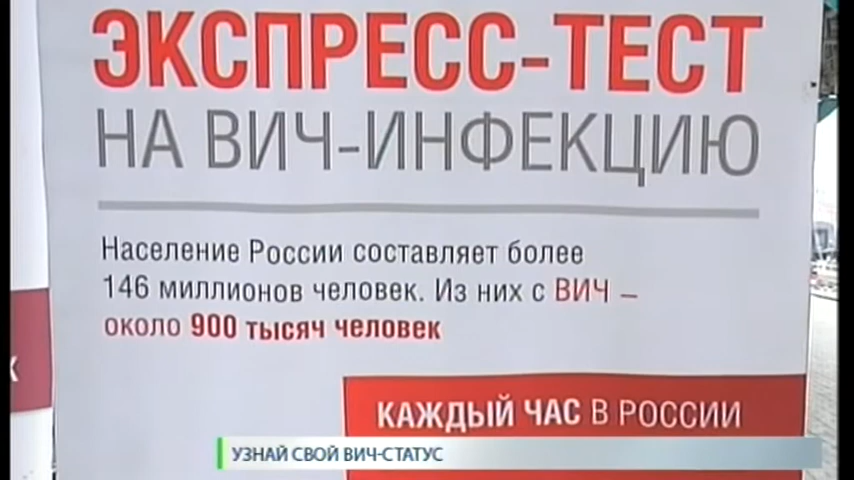 ЭКСПРЕСС-ТЕСТ
НА ВИЧ-ИНФЕКЦИЮ
Население России составляет более
146 миллионов человек. Из них с ВИЧ –
около 900 тысяч человек
КАЖДЫЙ ЧАС В РОССИИ
УЗНАЙ СВОЙ ВИЧ-СТАТУС